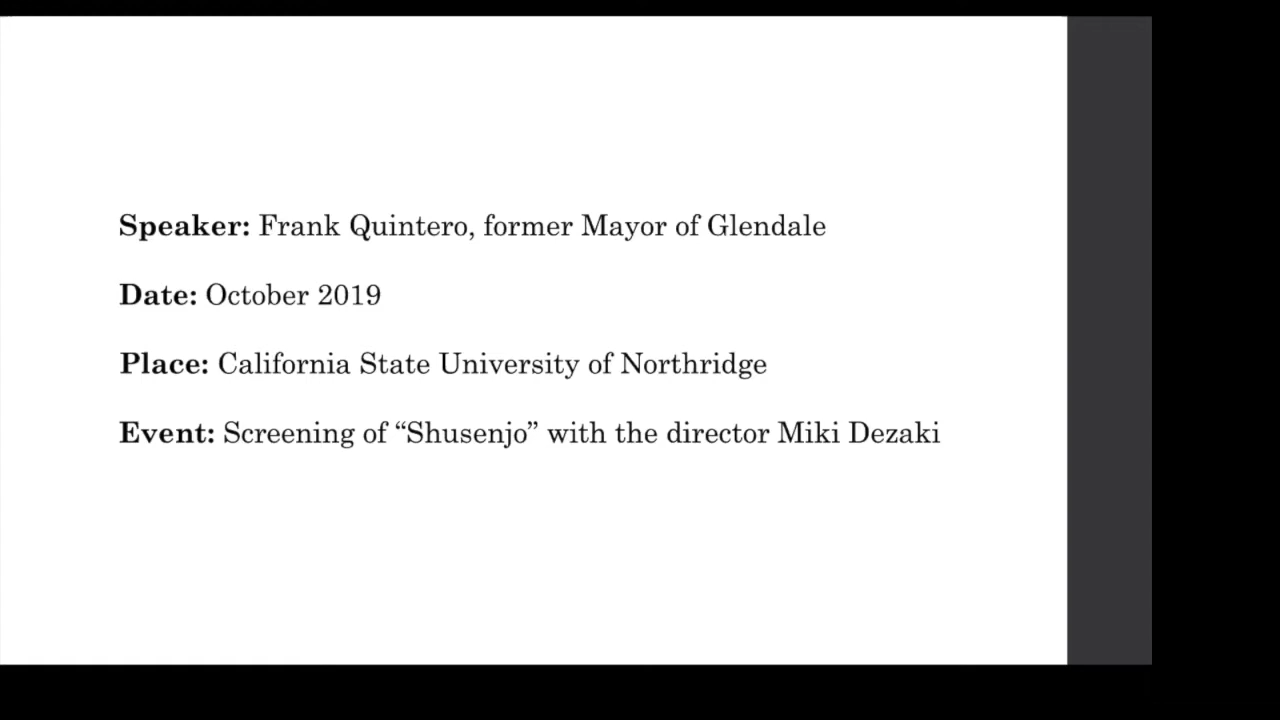 Speaker: Frank Quintero, former Mayor of Glendale
Date: October 2019
Place: California State University of Northridge
Event: Screening of “Shusenjo” with the director Miki Dezaki